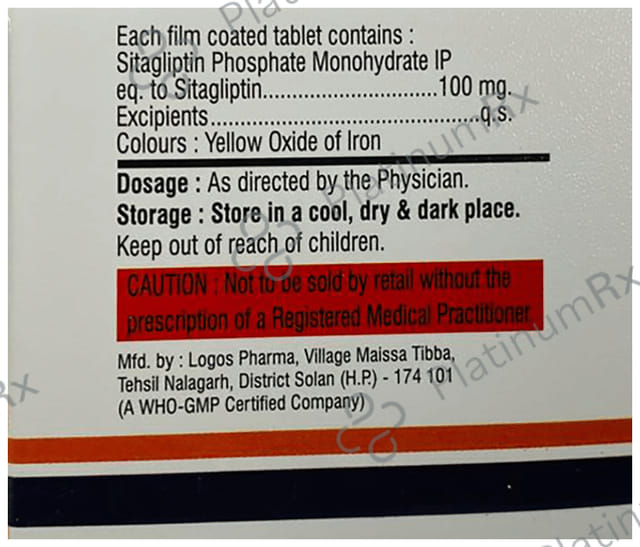 Each film coated tablet contains :
Sitagliptin Phosphate Monohydrate IP
eq. to Sitagliptin.............................100 mg.
Excipients.............................................q.s.
Colours : Yellow Oxide of Iron
Dosage : As directed by the Physician.
Storage : Store in a cool, dry & dark place.
Keep out of reach of children.
CAUTION : Not to be sold by retail without the
prescription of a Registered Medical Practitioner.
Mfd. by : Logos Pharma, Village Maissa Tibba,
Tehsil Nalagarh, District Solan (H.P.) - 174 101
(A WHO-GMP Certified Company)
PlatinumRx
PlatinumRx